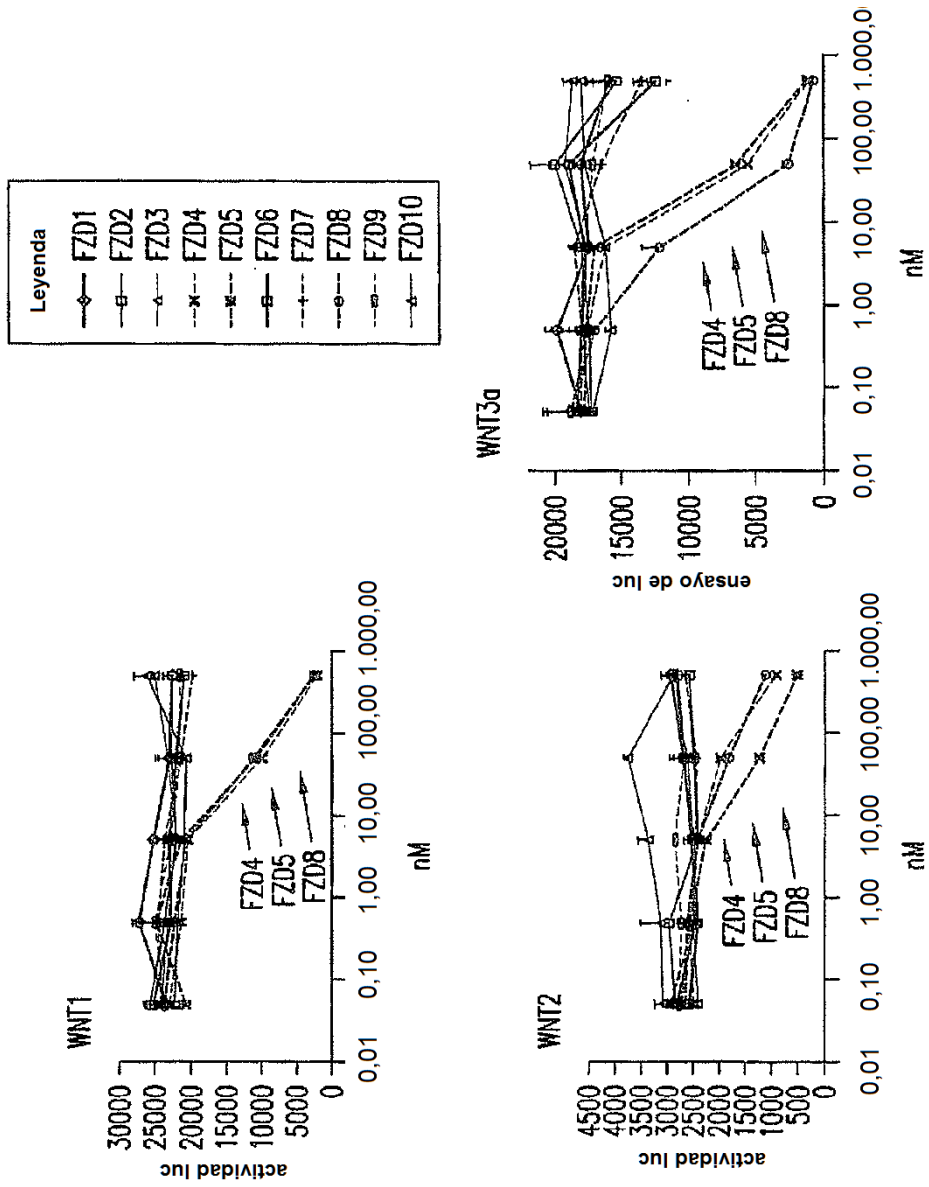 WNT1
actividad luc
30000
25000
20000
15000
10000
5000
0
0,01 0,10 1,00 10,00 100,00 1.000,00
nM
FZD4
FZD5
FZD8
Leyenda
FZD1
FZD2
FZD3
FZD4
FZD5
FZD6
FZD7
FZD8
FZD9
FZD10
WNT2
actividad luc
4500
4000
3500
3000
2500
2000
1500
1000
500
0
0,01 0,10 1,00 10,00 100,00 1.000,00
nM
FZD4
FZD5
FZD8
WNT3a
ensayo de luc
20000
15000
10000
5000
0
0,01 0,10 1,00 10,00 100,00 1.000,0
nM
FZD4
FZD5
FZD8